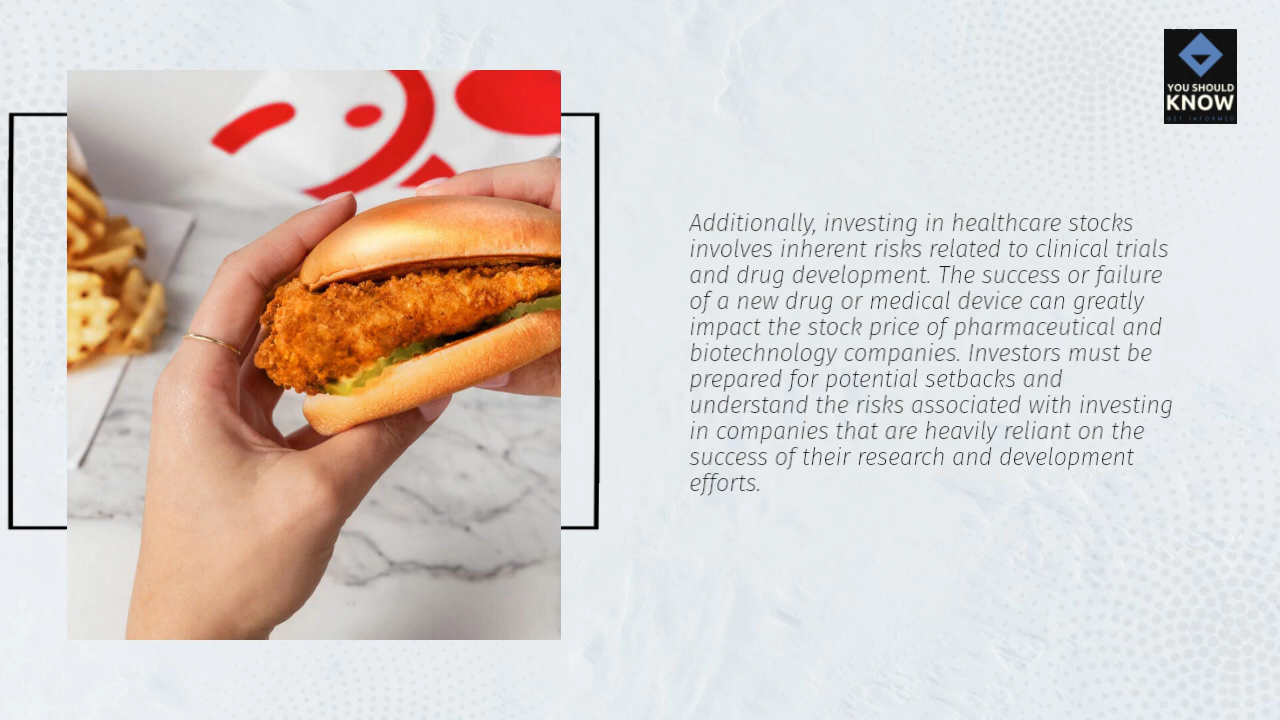 YOU SHOULD
KNOW
GET INFORMED
Additionally, investing in healthcare stocks
involves inherent risks related to clinical trials
and drug development. The success or failure
of a new drug or medical device can greatly
impact the stock price of pharmaceutical and
biotechnology companies. Investors must be
prepared for potential setbacks and
understand the risks associated with investing
in companies that are heavily reliant on the
success of their research and development
efforts.